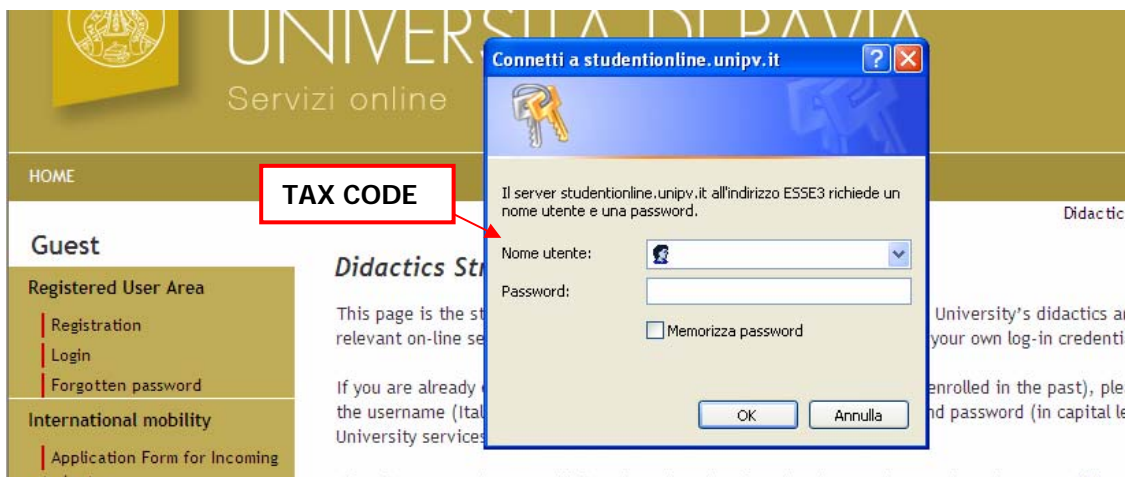 UNIVERSITÀ DI PAVIA
Servizi online
Connetti a studentionline.unipv.it
HOME
TAX CODE
Il server studentionline.unipv.it all'indirizzo ESSE3 richiede un
nome utente e una password.
Didactic
Guest
Nome utente:
Didactics Str
Registered User Area
Password:
This page is the st
University's didactics a
Registration
relevant on-line se
Memorizza password
your own log-in credenti
Login
Forgotten password
If you are already
enrolled in the past), plea
International mobility
the username (Ital
OK
Annulla
nd password (in capital le
University services
Application Form for Incoming